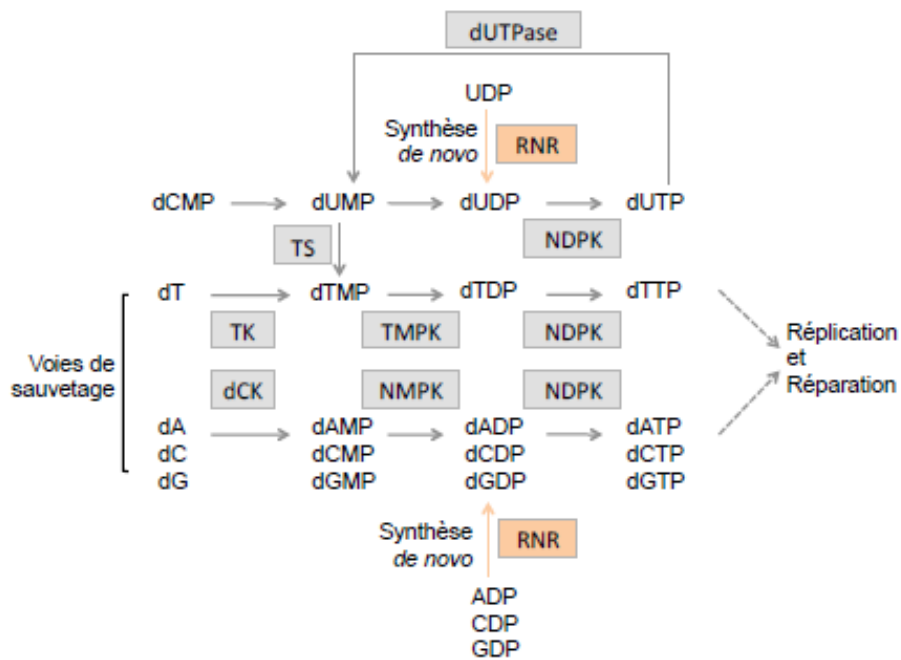 dUTPase
UDP
Synthèse
de novo
RNR
dCMP dUMP dUDP dUTP
TS
NDPK
dT dTMP dTDP dTTP
TK TMPK NDPK
Voies de
sauvetage
Réplication
et
Réparation
dCK NMPK NDPK
dA dAMP dADP dATP
dC dCMP dCDP dCTP
dG dGMP dGDP dGTP
Synthèse
de novo
RNR
ADP
CDP
GDP